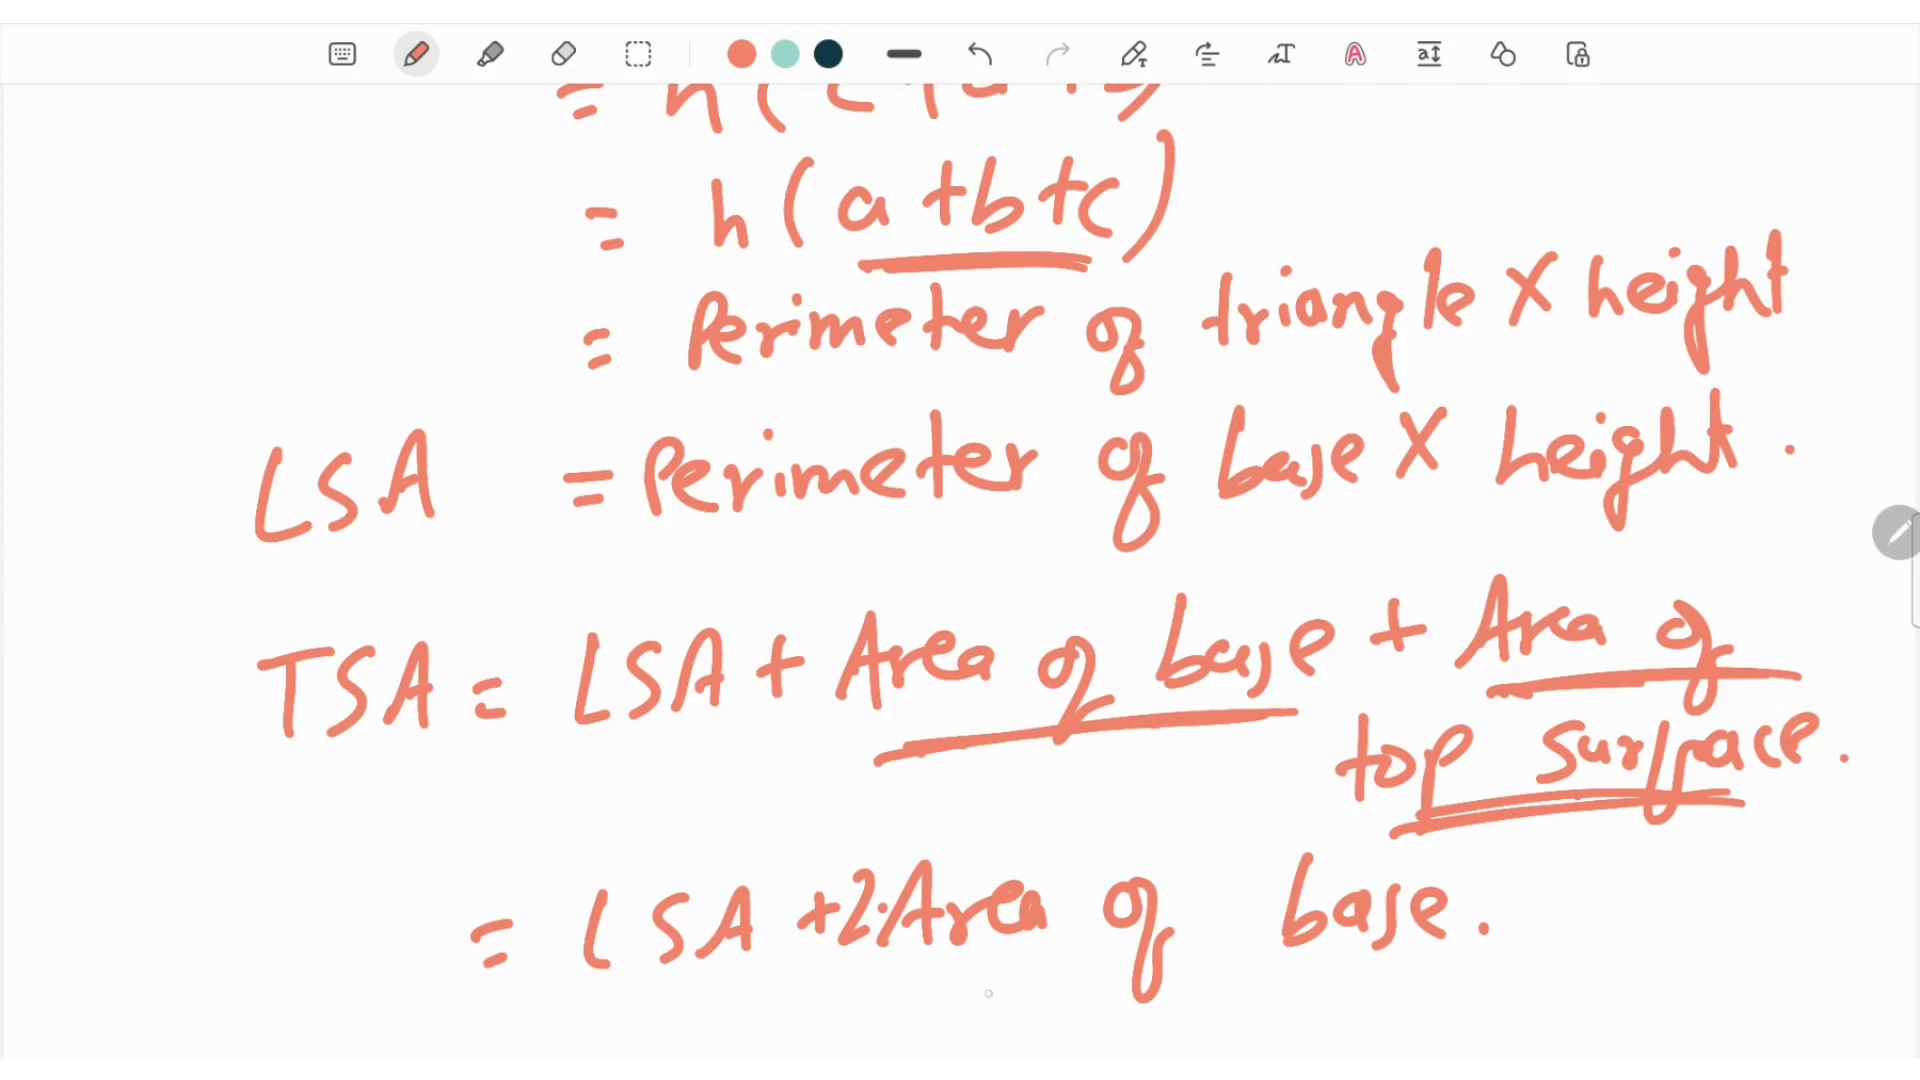 = h(a+b+c)
= Perimeter of triangle X height
LSA = Perimeter of base X height.
TSA = LSA + Area of base + Area of
top surface.
= LSA +2·Area of base.